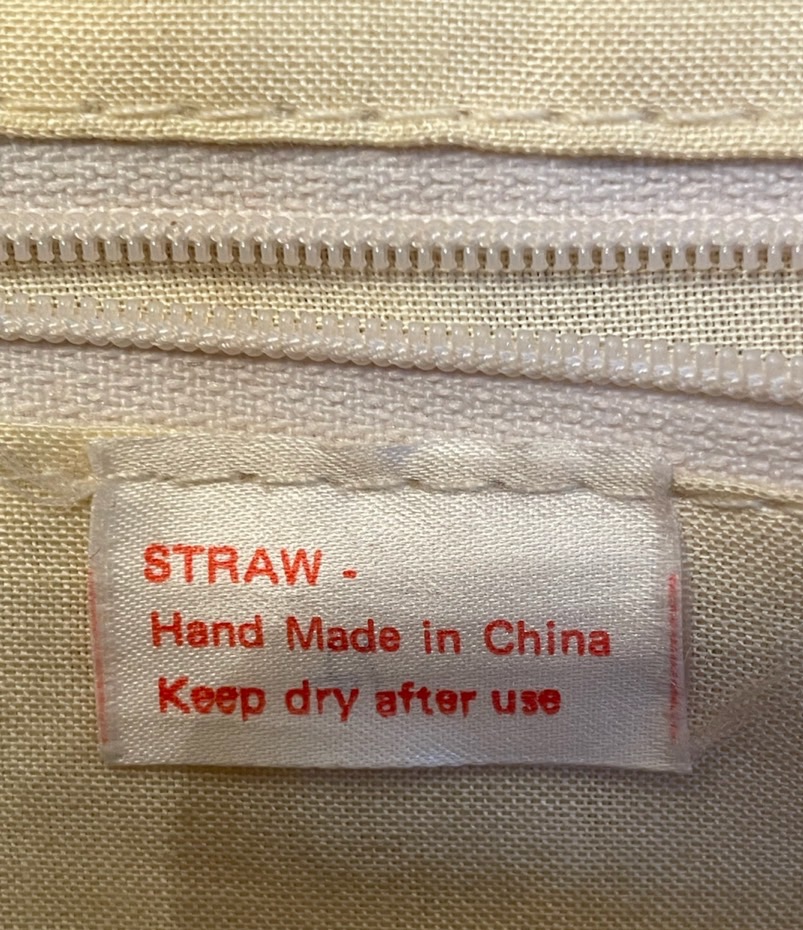 STRAW -
Hand Made in China
Keep dry after use